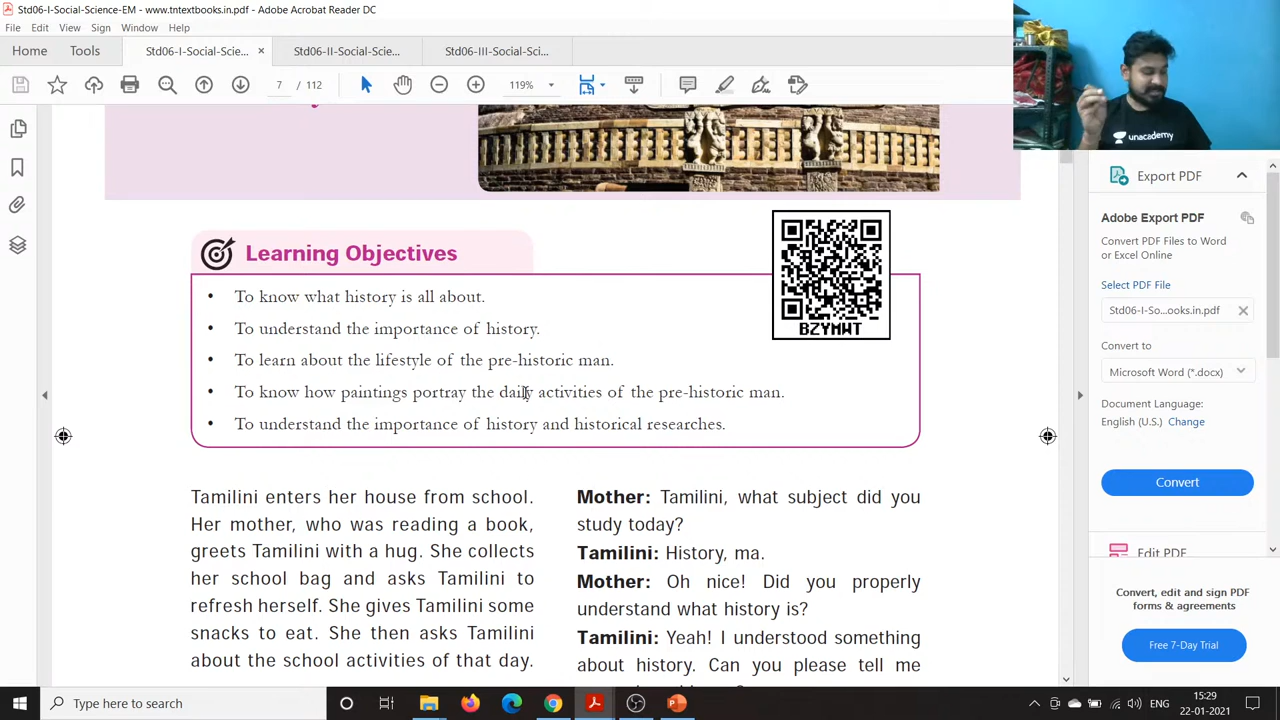 Std06-I-Social-Science-EM - www.tntextbooks.in.pdf - Adobe Acrobat Reader DC
File Edit View Sign Window Help
Home Tools Std06-I-Social-Scie... × Std06-II-Social-Scie... Std06-III-Social-Sci...
7 / 112 119%
unacademy
Export PDF
Adobe Export PDF
Convert PDF Files to Word
or Excel Online
Select PDF File
Std06-I-So...ooks.in.pdf
Convert to
Microsoft Word (*.docx)
Document Language:
English (U.S.) Change
Convert
Edit PDF
Convert, edit and sign PDF
forms & agreements
Free 7-Day Trial
Learning Objectives
BZYMWT
• To know what history is all about.
• To understand the importance of history.
• To learn about the lifestyle of the pre-historic man.
• To know how paintings portray the daily activities of the pre-historic man.
• To understand the importance of history and historical researches.
Tamilini enters her house from school.
Her mother, who was reading a book,
greets Tamilini with a hug. She collects
her school bag and asks Tamilini to
refresh herself. She gives Tamilini some
snacks to eat. She then asks Tamilini
about the school activities of that day.
Mother: Tamilini, what subject did you
study today?
Tamilini: History, ma.
Mother: Oh nice! Did you properly
understand what history is?
Tamilini: Yeah! I understood something
about history. Can you please tell me
Type here to search
ENG
15:29
22-01-2021